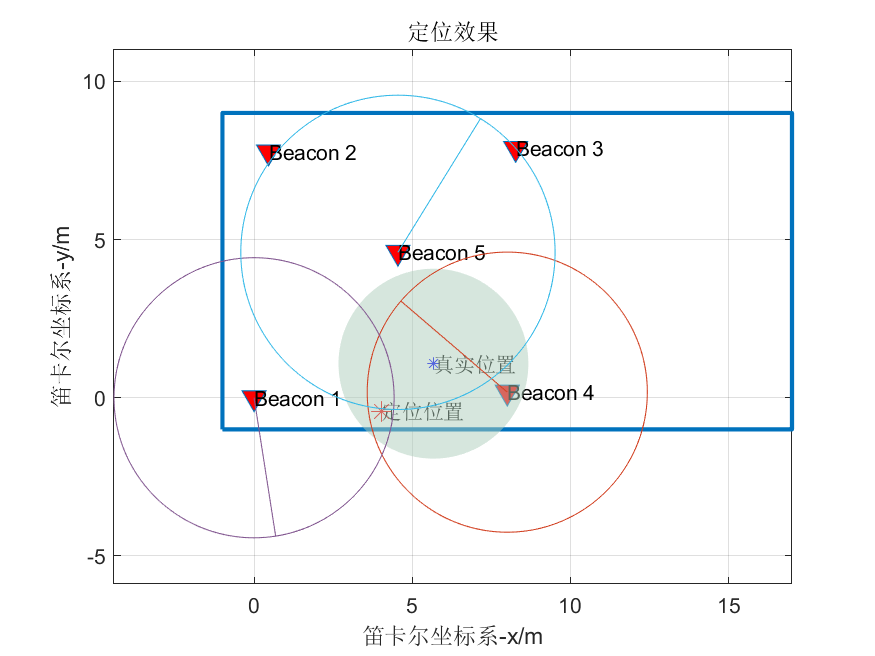 定位效果
10
Beacon 2
Beacon 3
5
Beacon 5
真实位置
Beacon 4
0
Beacon 1
定位位置
-5
0
5
10
15
笛卡尔坐标系-x/m
笛卡尔坐标系-y/m